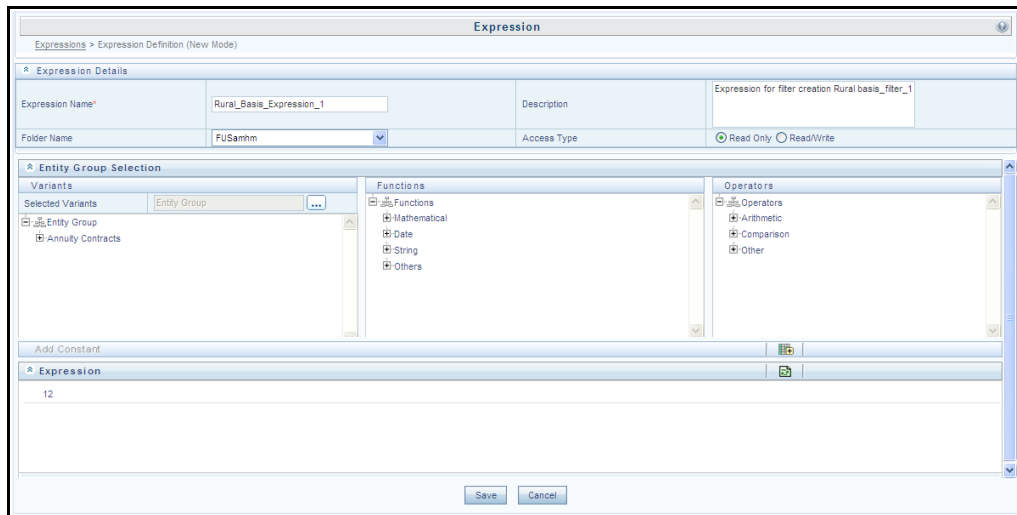 Expression
Expressions > Expression Definition (New Mode)
Expression Details
Expression Name*
Rural_Basis_Expression_1
Description
Expression for filter creation Rural basis_filter_1
Folder Name
FUSamhm
Access Type
Read Only Read/Write
Entity Group Selection
Variants
Selected Variants
Entity Group
...
Entity Group
Annuity Contracts
Functions
Functions
Mathematical
Date
String
Others
Operators
Operators
Arithmetic
Comparison
Other
Add Constant
Expression
12
Save Cancel